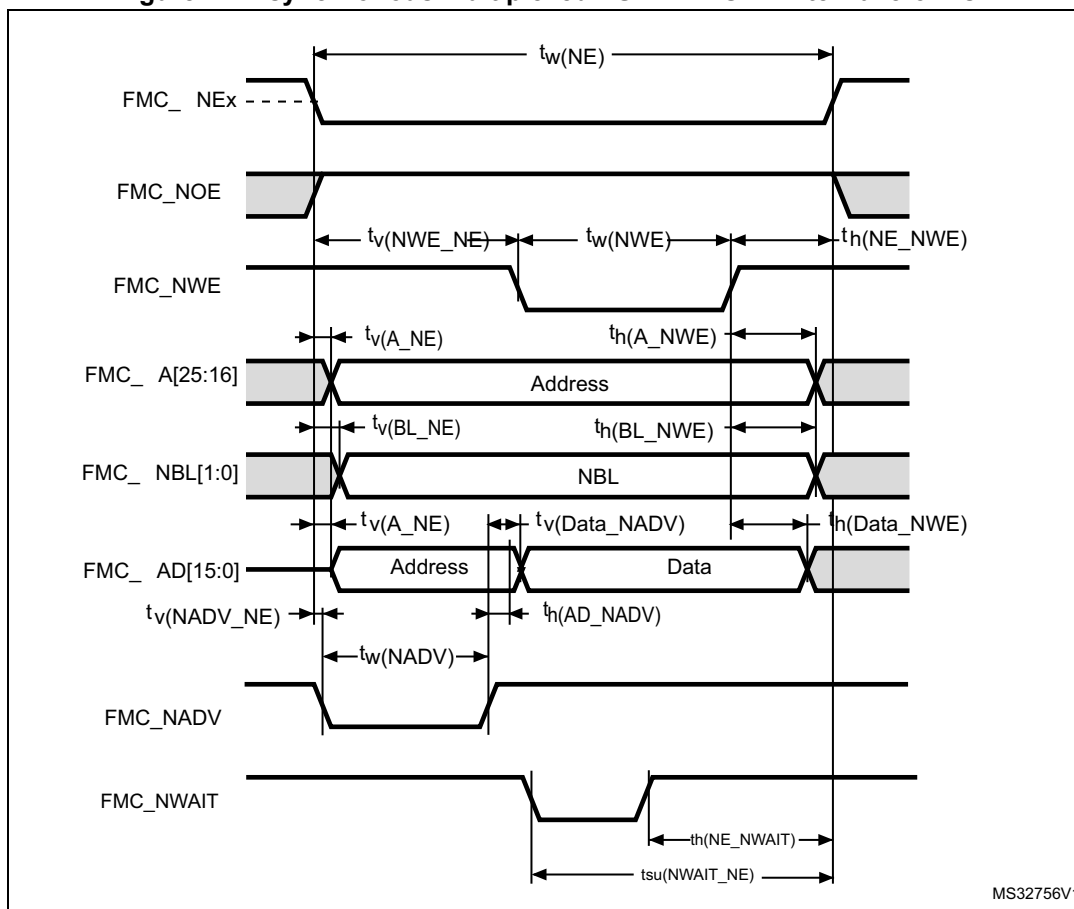 tw(NE)
FMC_ NEx
FMC_NOE
tv(NWE_NE)
tw(NWE)
th(NE_NWE)
FMC_NWE
tv(A_NE)
th(A_NWE)
FMC_ A[25:16]
Address
tv(BL_NE)
th(BL_NWE)
FMC_ NBL[1:0]
NBL
tv(A_NE)
tv(Data_NADV)
th(Data_NWE)
FMC_ AD[15:0]
Address
Data
tv(NADV_NE)
th(AD_NADV)
tw(NADV)
FMC_NADV
FMC_NWAIT
th(NE_NWAIT)
tsu(NWAIT_NE)